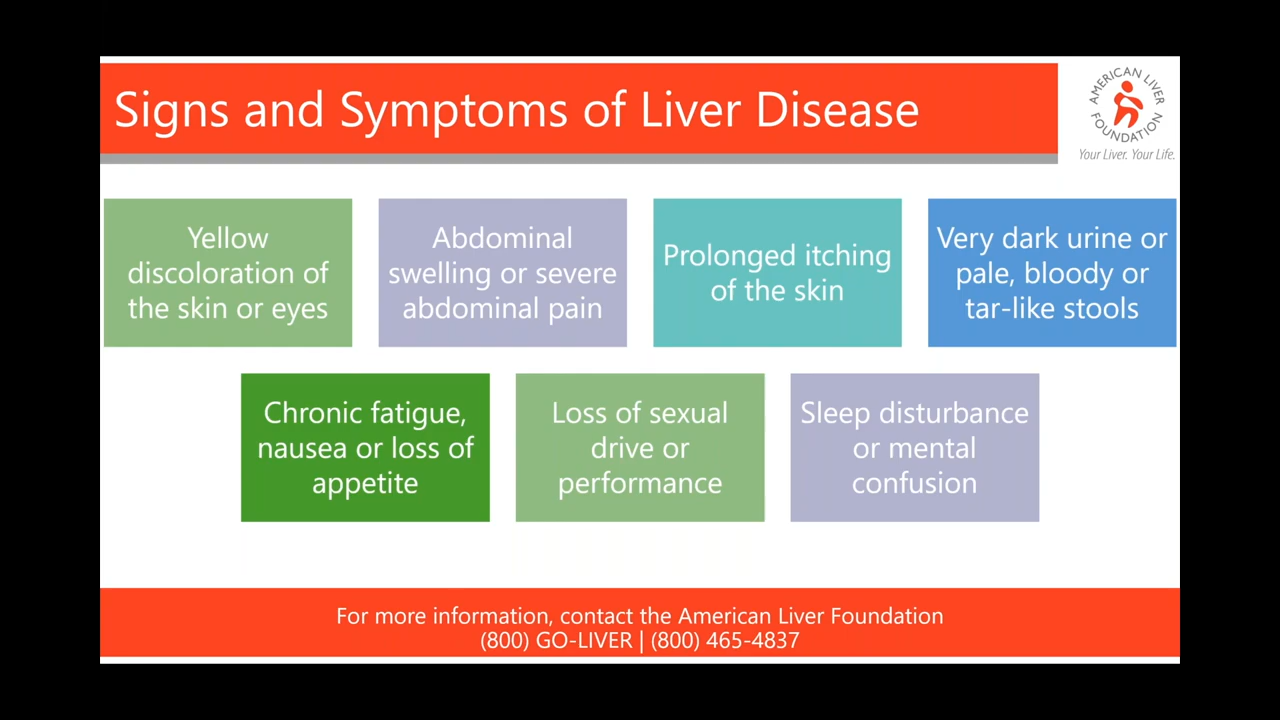 Signs and Symptoms of Liver Disease
AMERICAN LIVER
FOUNDATION
Your Liver. Your Life.
Yellow
discoloration of
the skin or eyes
Abdominal
swelling or severe
abdominal pain
Prolonged itching
of the skin
Very dark urine or
pale, bloody or
tar-like stools
Chronic fatigue,
nausea or loss of
appetite
Loss of sexual
drive or
performance
Sleep disturbance
or mental
confusion
For more information, contact the American Liver Foundation
(800) GO-LIVER | (800) 465-4837